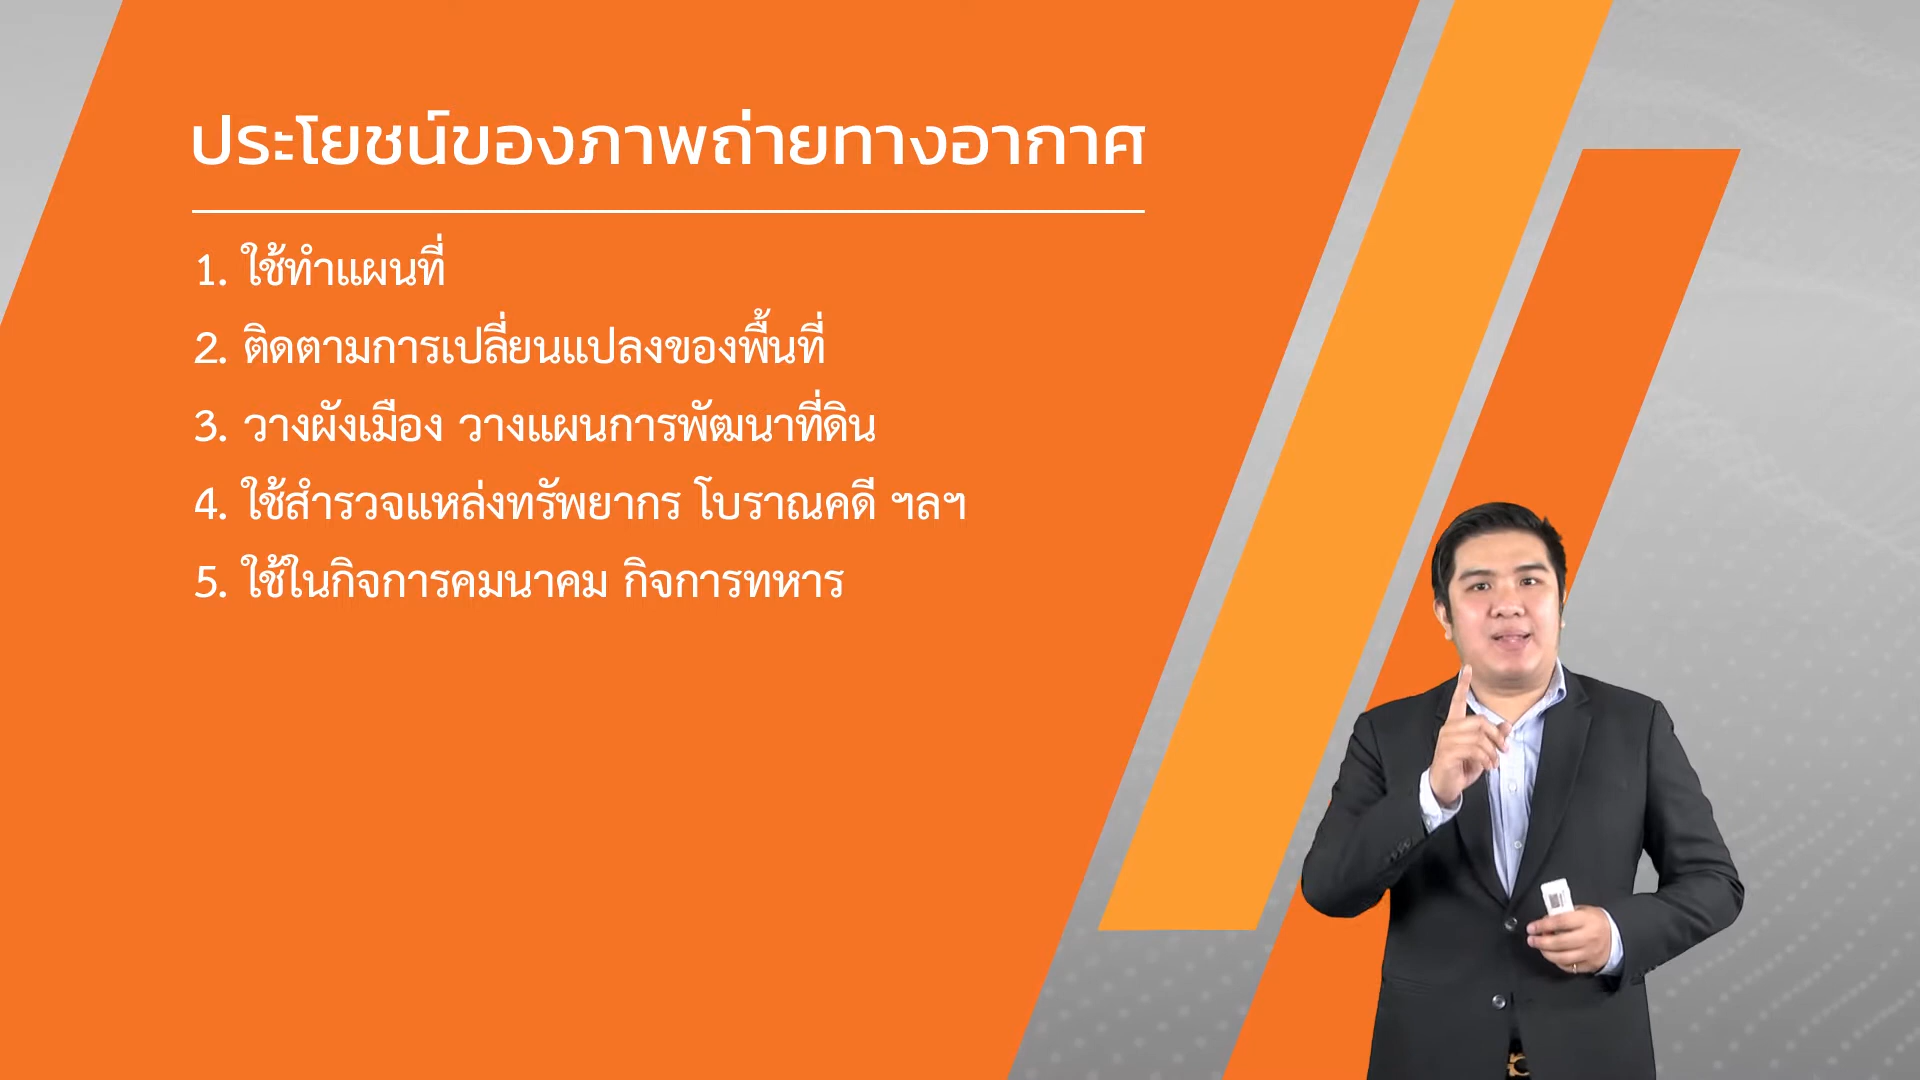 ประโยชน์ของภาพถ่ายทางอากาศ
1. ใช้ทำแผนที่
2. ติดตามการเปลี่ยนแปลงของพื้นที่
3. วางผังเมือง วางแผนการพัฒนาที่ดิน
4. ใช้สำรวจแหล่งทรัพยากร โบราณคดี ฯลฯ
5. ใช้ในกิจการคมนาคม กิจการทหาร